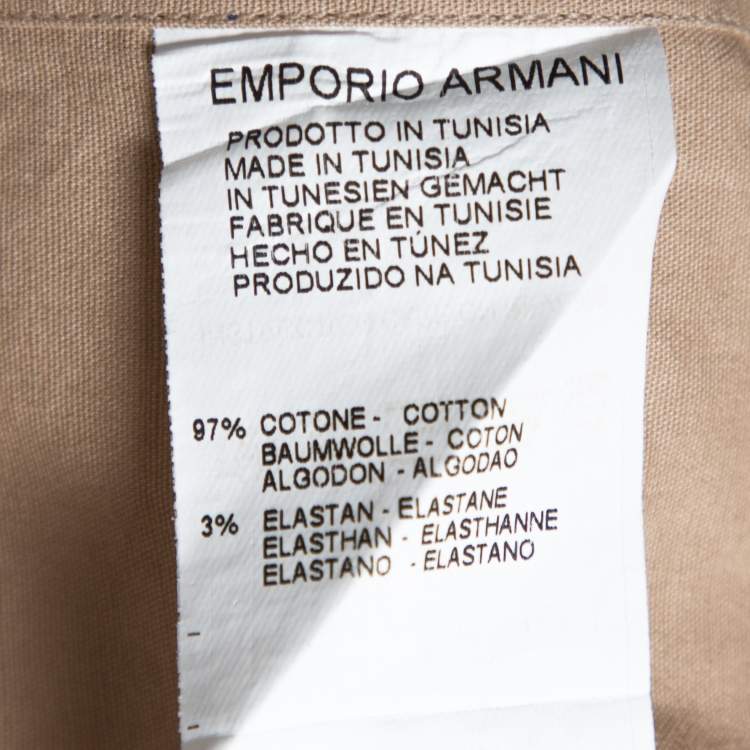 EMPORIO ARMANI
PRODOTTO IN TUNISIA
MADE IN TUNISIA
IN TUNESIEN GEMACHT
FABRIQUE EN TUNISIE
HECHO EN TÚNEZ
PRODUZIDO NA TUNISIA
97% COTONE - COTTON
BAUMWOLLE - COTON
ALGODON - ALGODAO
3% ELASTAN - ELASTANE
ELASTHAN - ELASTHANNE
ELASTANO - ELASTANO